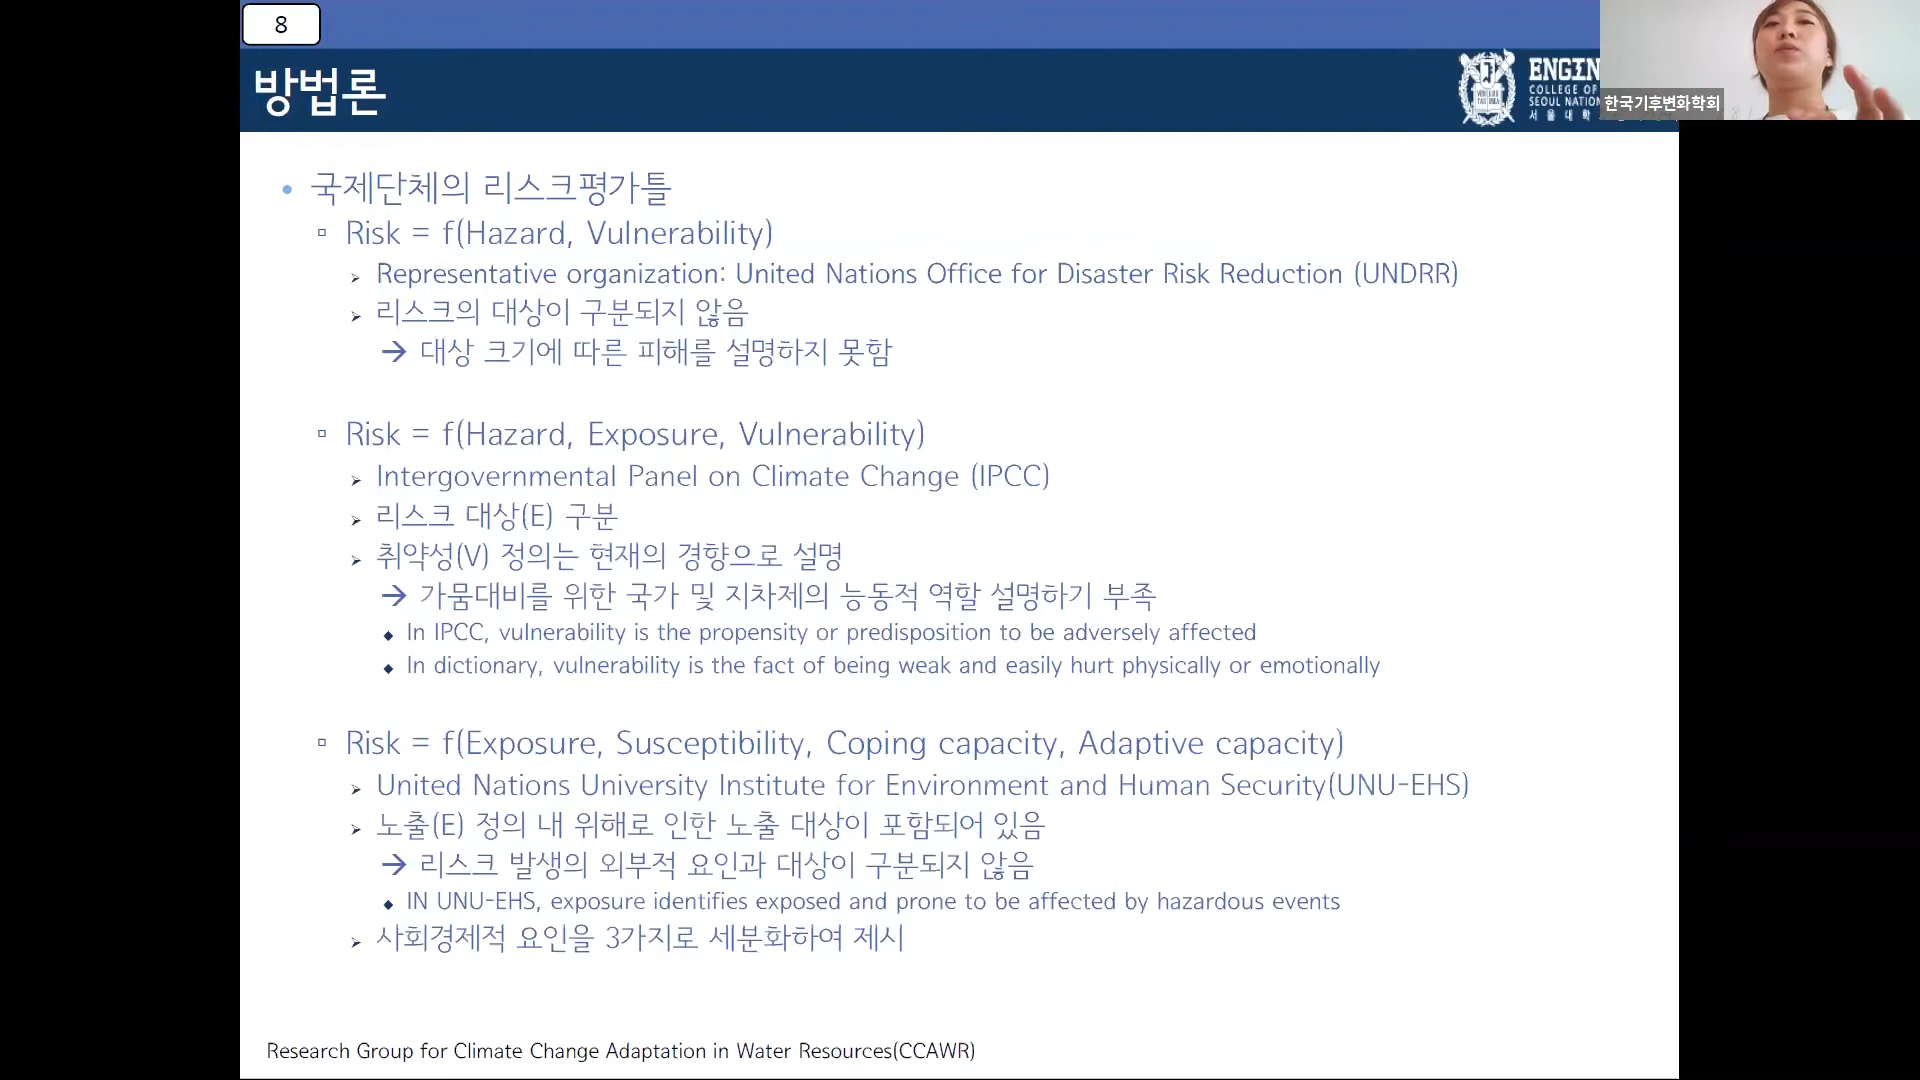 8
방법론
ENGIN
COLLEGE OF
SEOUL NATIO
서울대학
한국기후변화학회
• 국제단체의 리스크평가틀
▫ Risk = f(Hazard, Vulnerability)
➢ Representative organization: United Nations Office for Disaster Risk Reduction (UNDRR)
➢ 리스크의 대상이 구분되지 않음
→ 대상 크기에 따른 피해를 설명하지 못함
▫ Risk = f(Hazard, Exposure, Vulnerability)
➢ Intergovernmental Panel on Climate Change (IPCC)
➢ 리스크 대상(E) 구분
➢ 취약성(V) 정의는 현재의 경향으로 설명
→ 가뭄대비를 위한 국가 및 지차제의 능동적 역할 설명하기 부족
◆ In IPCC, vulnerability is the propensity or predisposition to be adversely affected
◆ In dictionary, vulnerability is the fact of being weak and easily hurt physically or emotionally
▫ Risk = f(Exposure, Susceptibility, Coping capacity, Adaptive capacity)
➢ United Nations University Institute for Environment and Human Security(UNU-EHS)
➢ 노출(E) 정의 내 위해로 인한 노출 대상이 포함되어 있음
→ 리스크 발생의 외부적 요인과 대상이 구분되지 않음
◆ IN UNU-EHS, exposure identifies exposed and prone to be affected by hazardous events
➢ 사회경제적 요인을 3가지로 세분화하여 제시
Research Group for Climate Change Adaptation in Water Resources(CCAWR)